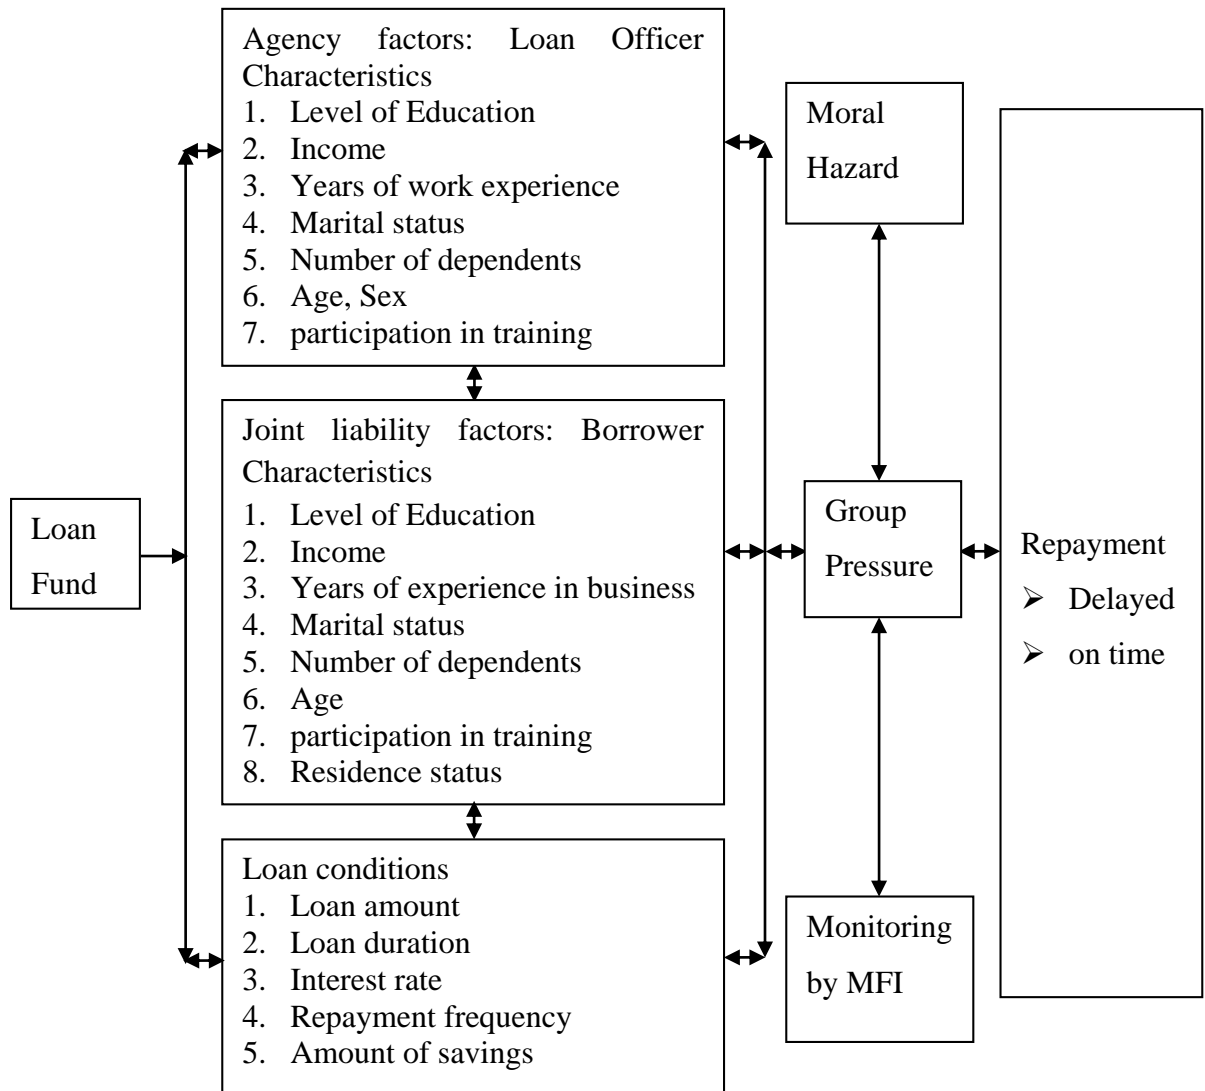 Loan
Fund
Agency factors: Loan Officer
Characteristics
1. Level of Education
2. Income
3. Years of work experience
4. Marital status
5. Number of dependents
6. Age, Sex
7. participation in training
Joint liability factors: Borrower
Characteristics
1. Level of Education
2. Income
3. Years of experience in business
4. Marital status
5. Number of dependents
6. Age
7. participation in training
8. Residence status
Loan conditions
1. Loan amount
2. Loan duration
3. Interest rate
4. Repayment frequency
5. Amount of savings
Moral
Hazard
Group
Pressure
Monitoring
by MFI
Repayment
➢ Delayed
➢ on time